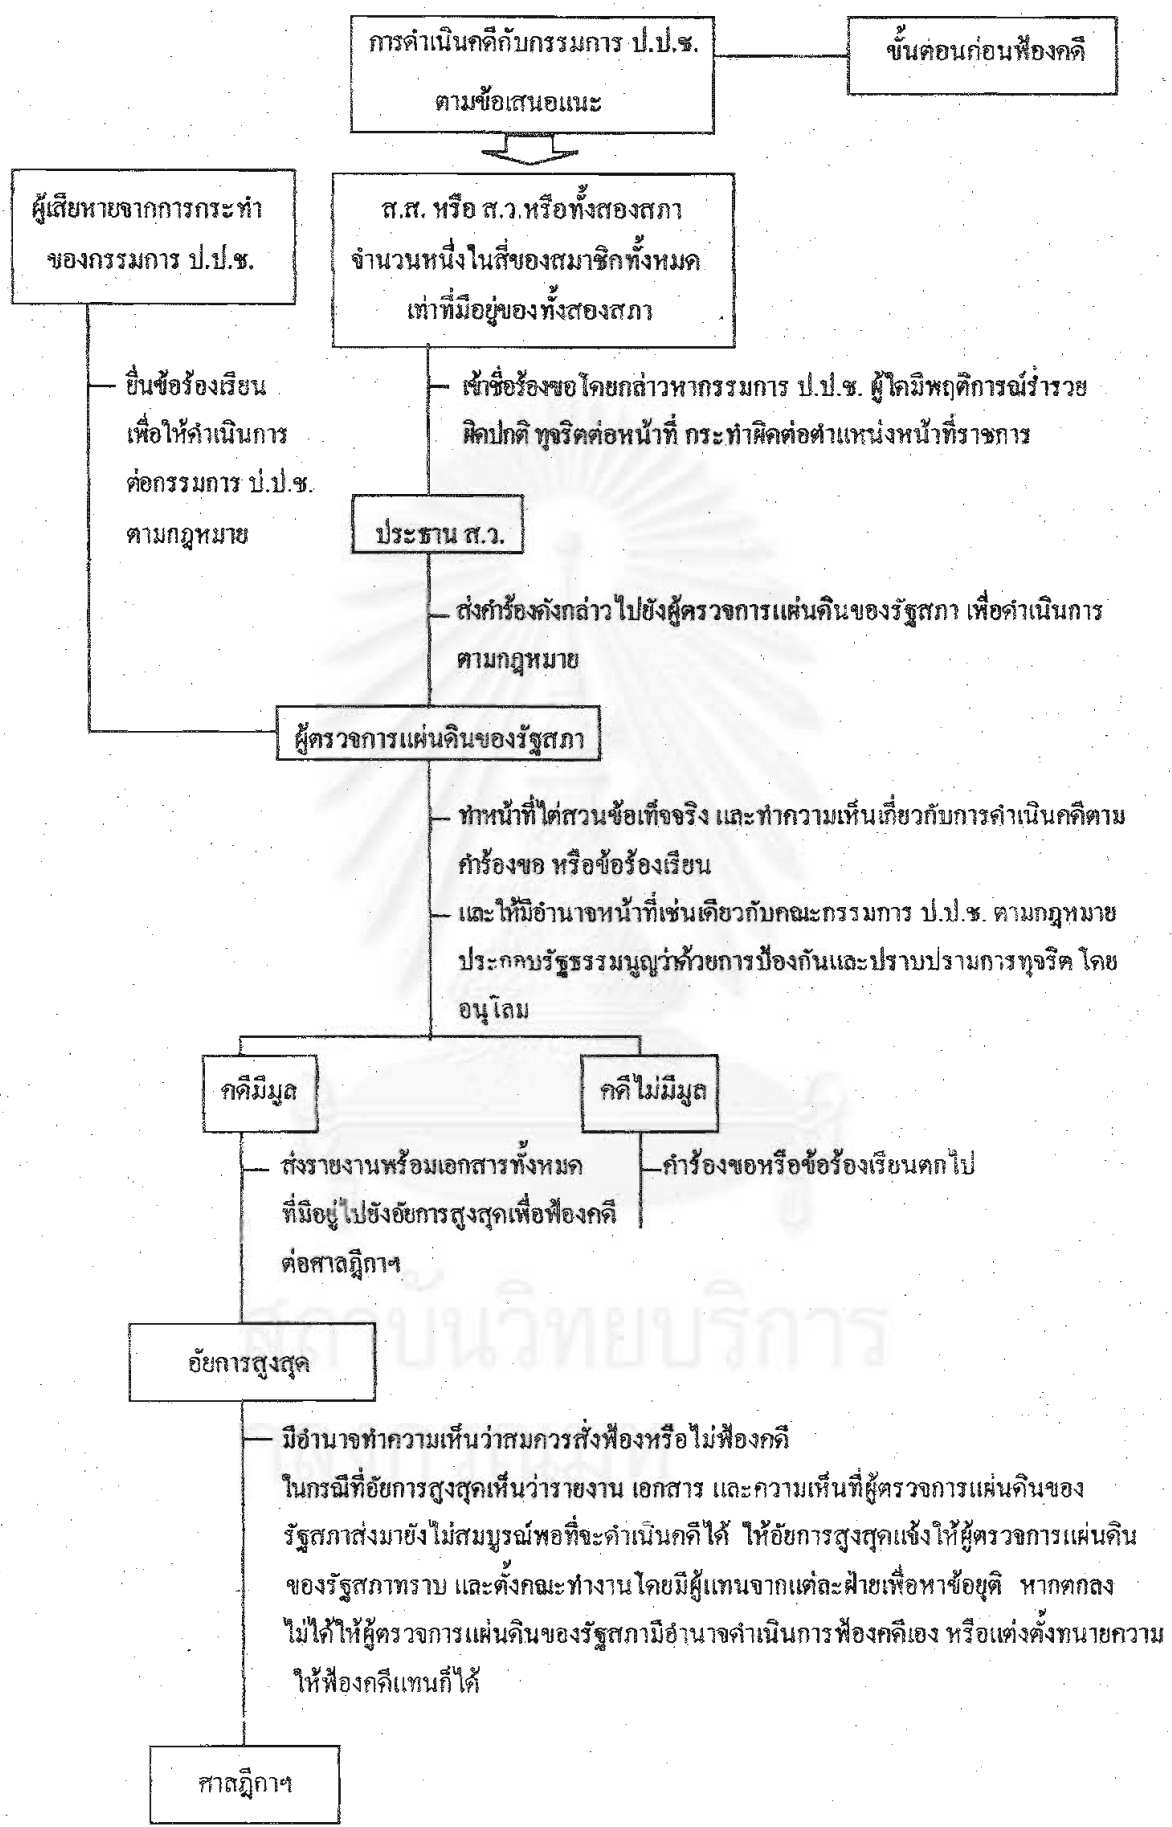 การดำเนินคดีกับกรรมการ ป.ป.ช.
ตามข้อเสนอแนะ
ขั้นตอนก่อนฟ้องคดี
ผู้เสียหายจากการกระทำ
ของกรรมการ ป.ป.ช.
ส.ส. หรือ ส.ว.หรือทั้งสองสภา
จำนวนหนึ่งในสี่ของสมาชิกทั้งหมด
เท่าที่มีอยู่ของทั้งสองสภา
ยื่นข้อร้องเรียน
เพื่อให้ดำเนินการ
ต่อกรรมการ ป.ป.ช.
ตามกฎหมาย
เข้าชื่อร้องขอโดยกล่าวหากรรมการ ป.ป.ช. ผู้ใดมีพฤติการณ์ร่ำรวย
ผิดปกติ ทุจริตต่อหน้าที่ กระทำผิดต่อตำแหน่งหน้าที่ราชการ
ประธาน ส.ว.
ส่งคำร้องดังกล่าว ไปยังผู้ตรวจการแผ่นดินของรัฐสภา เพื่อดำเนินการ
ตามกฎหมาย
ผู้ตรวจการแผ่นดินของรัฐสภา
ทำหน้าที่ไต่สวนข้อเท็จจริง และทำความเห็นเกี่ยวกับการดำเนินคดีตาม
คำร้องขอ หรือข้อร้องเรียน
และให้มีอำนาจหน้าที่เช่นเดียวกับคณะกรรมการ ป.ป.ช. ตามกฎหมาย
ประกอบรัฐธรรมนูญว่าด้วยการป้องกันและปราบปรามการทุจริต โดย
อนุโลม
คดีมีมูล
คดีไม่มีมูล
ส่งรายงานพร้อมเอกสารทั้งหมด
ที่มีอยู่ไปยังอัยการสูงสุดเพื่อฟ้องคดี
ต่อศาลฎีกาฯ
คำร้องขอหรือข้อร้องเรียนตกไป
สถาบันวิทยบริการ
อัยการสูงสุด
มีอำนาจทำความเห็นว่าสมควรสั่งฟ้องหรือไม่ฟ้องคดี
ในกรณีที่อัยการสูงสุดเห็นว่ารายงาน เอกสาร และความเห็นที่ผู้ตรวจการแผ่นดินของ
รัฐสภาส่งมายังไม่สมบูรณ์พอที่จะดำเนินคดีได้ ให้อัยการสูงสุดแจ้งให้ผู้ตรวจการแผ่นดิน
ของรัฐสภาทราบ และตั้งคณะทำงานโดยมีผู้แทนจากแต่ละฝ่ายเพื่อหาข้อยุติ หากตกลง
ไม่ได้ให้ผู้ตรวจการแผ่นดินของรัฐสภามีอำนาจดำเนินการฟ้องคดีเอง หรือแต่งตั้งทนายความ
ให้ฟ้องคดีแทนก็ได้
ศาลฎีกาฯ